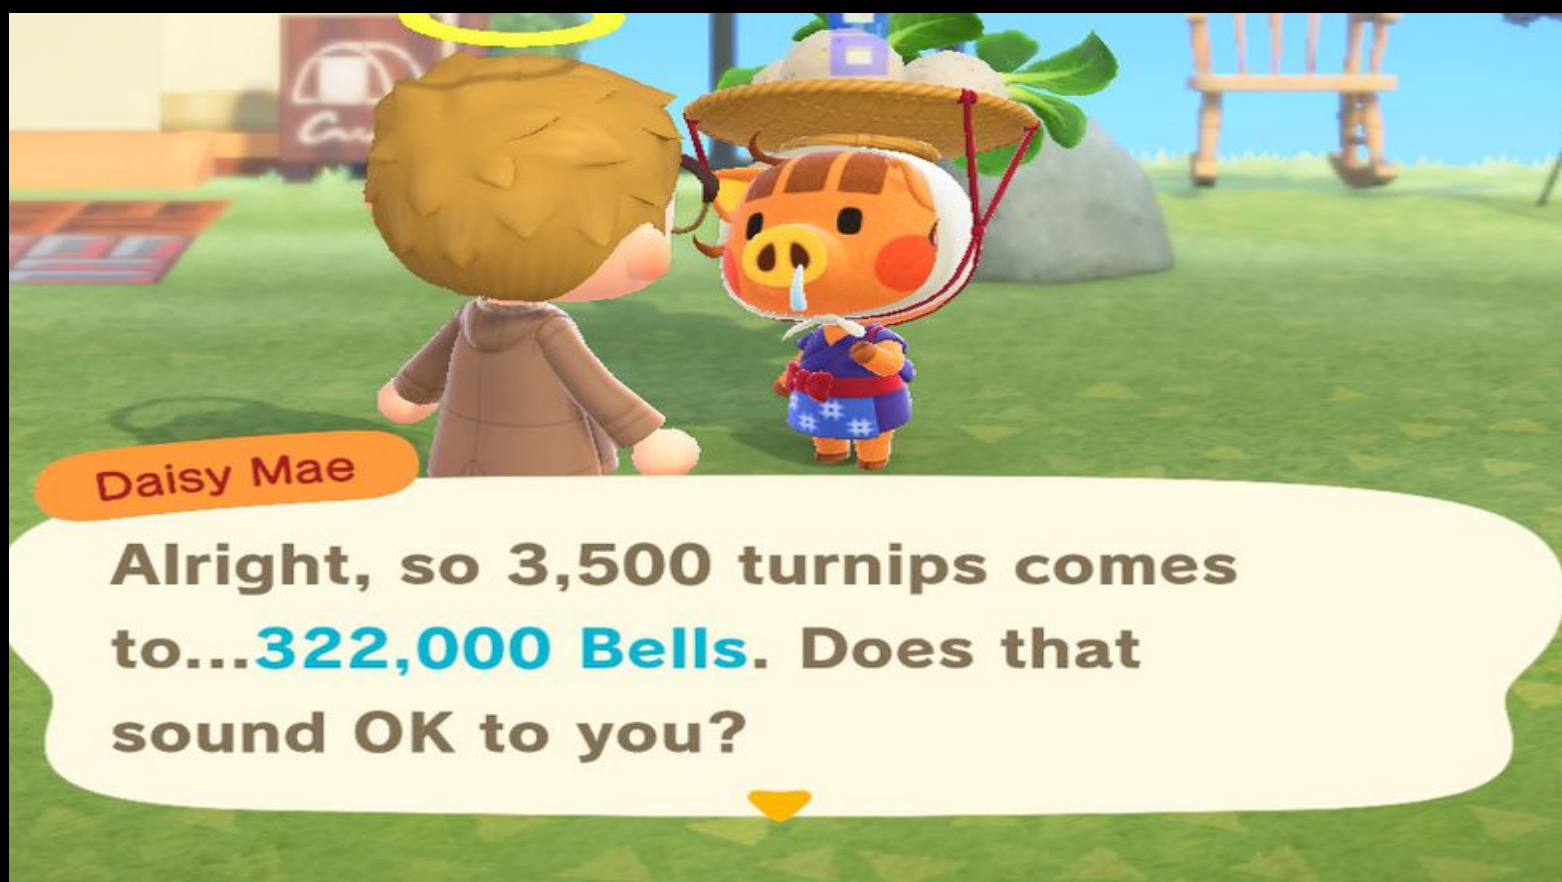 Daisy Mae
Alright, so 3,500 turnips comes
to...322,000 Bells. Does that
sound OK to you?